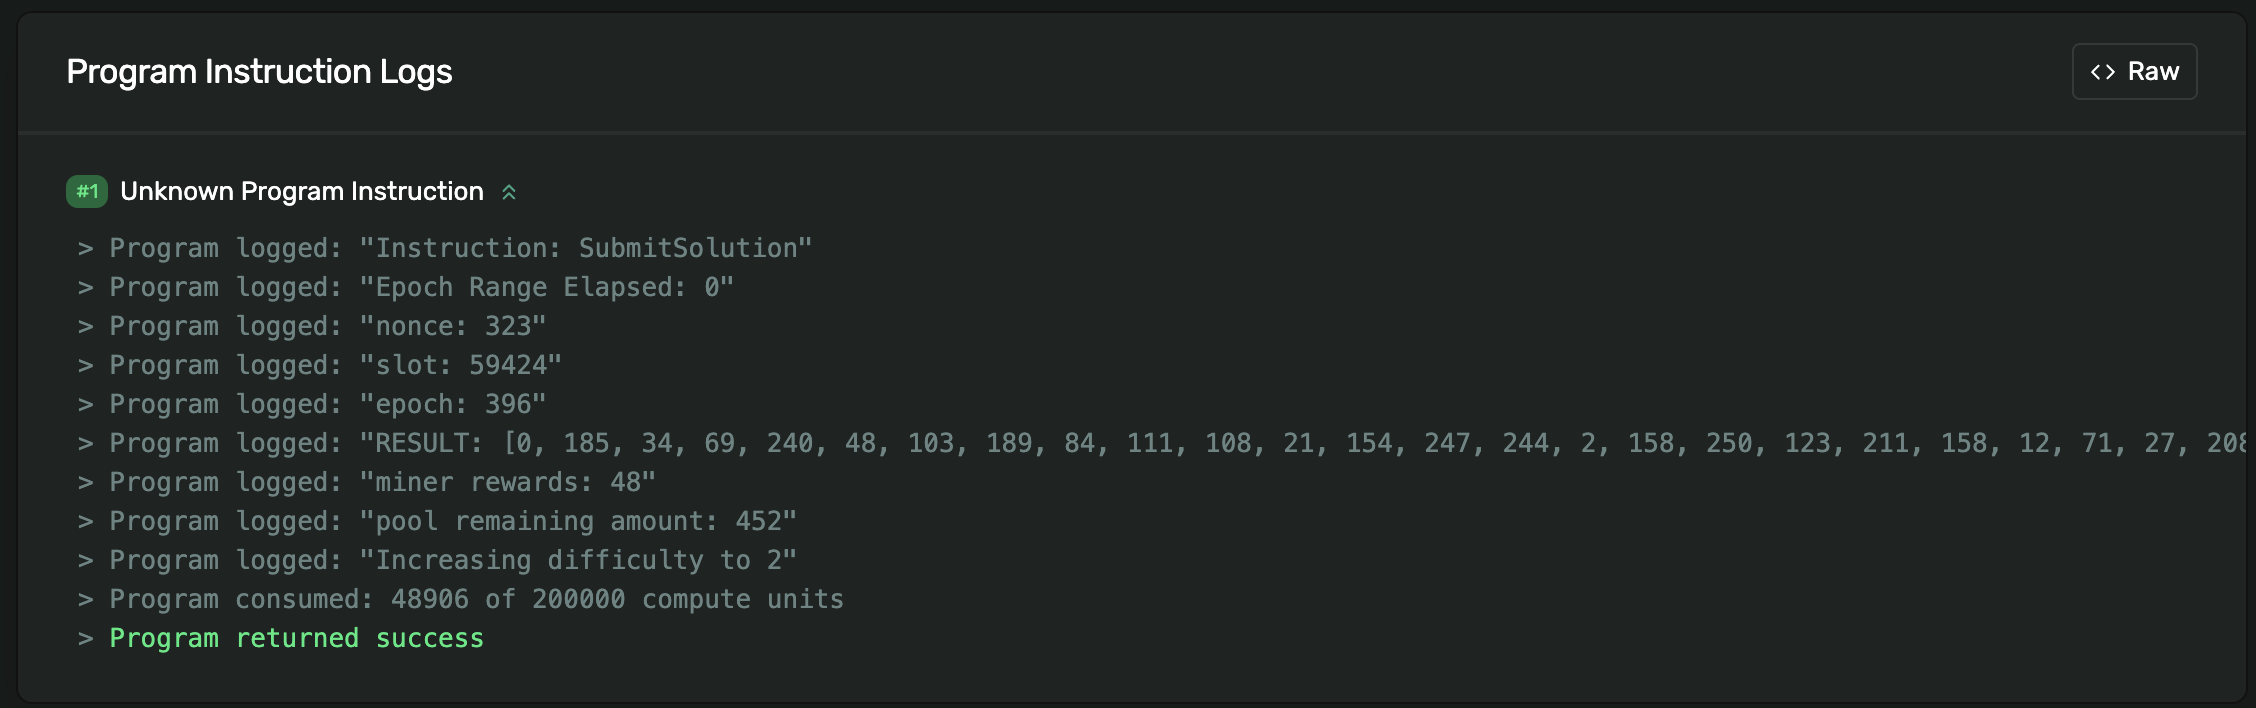 Program Instruction Logs
<> Raw
#1 Unknown Program Instruction
> Program logged: "Instruction: SubmitSolution"
> Program logged: "Epoch Range Elapsed: 0"
> Program logged: "nonce: 323"
> Program logged: "slot: 59424"
> Program logged: "epoch: 396"
> Program logged: "RESULT: [0, 185, 34, 69, 240, 48, 103, 189, 84, 111, 108, 21, 154, 247, 244, 2, 158, 250, 123, 211, 158, 12, 71, 27, 208
> Program logged: "miner rewards: 48"
> Program logged: "pool remaining amount: 452"
> Program logged: "Increasing difficulty to 2"
> Program consumed: 48906 of 200000 compute units
> Program returned success